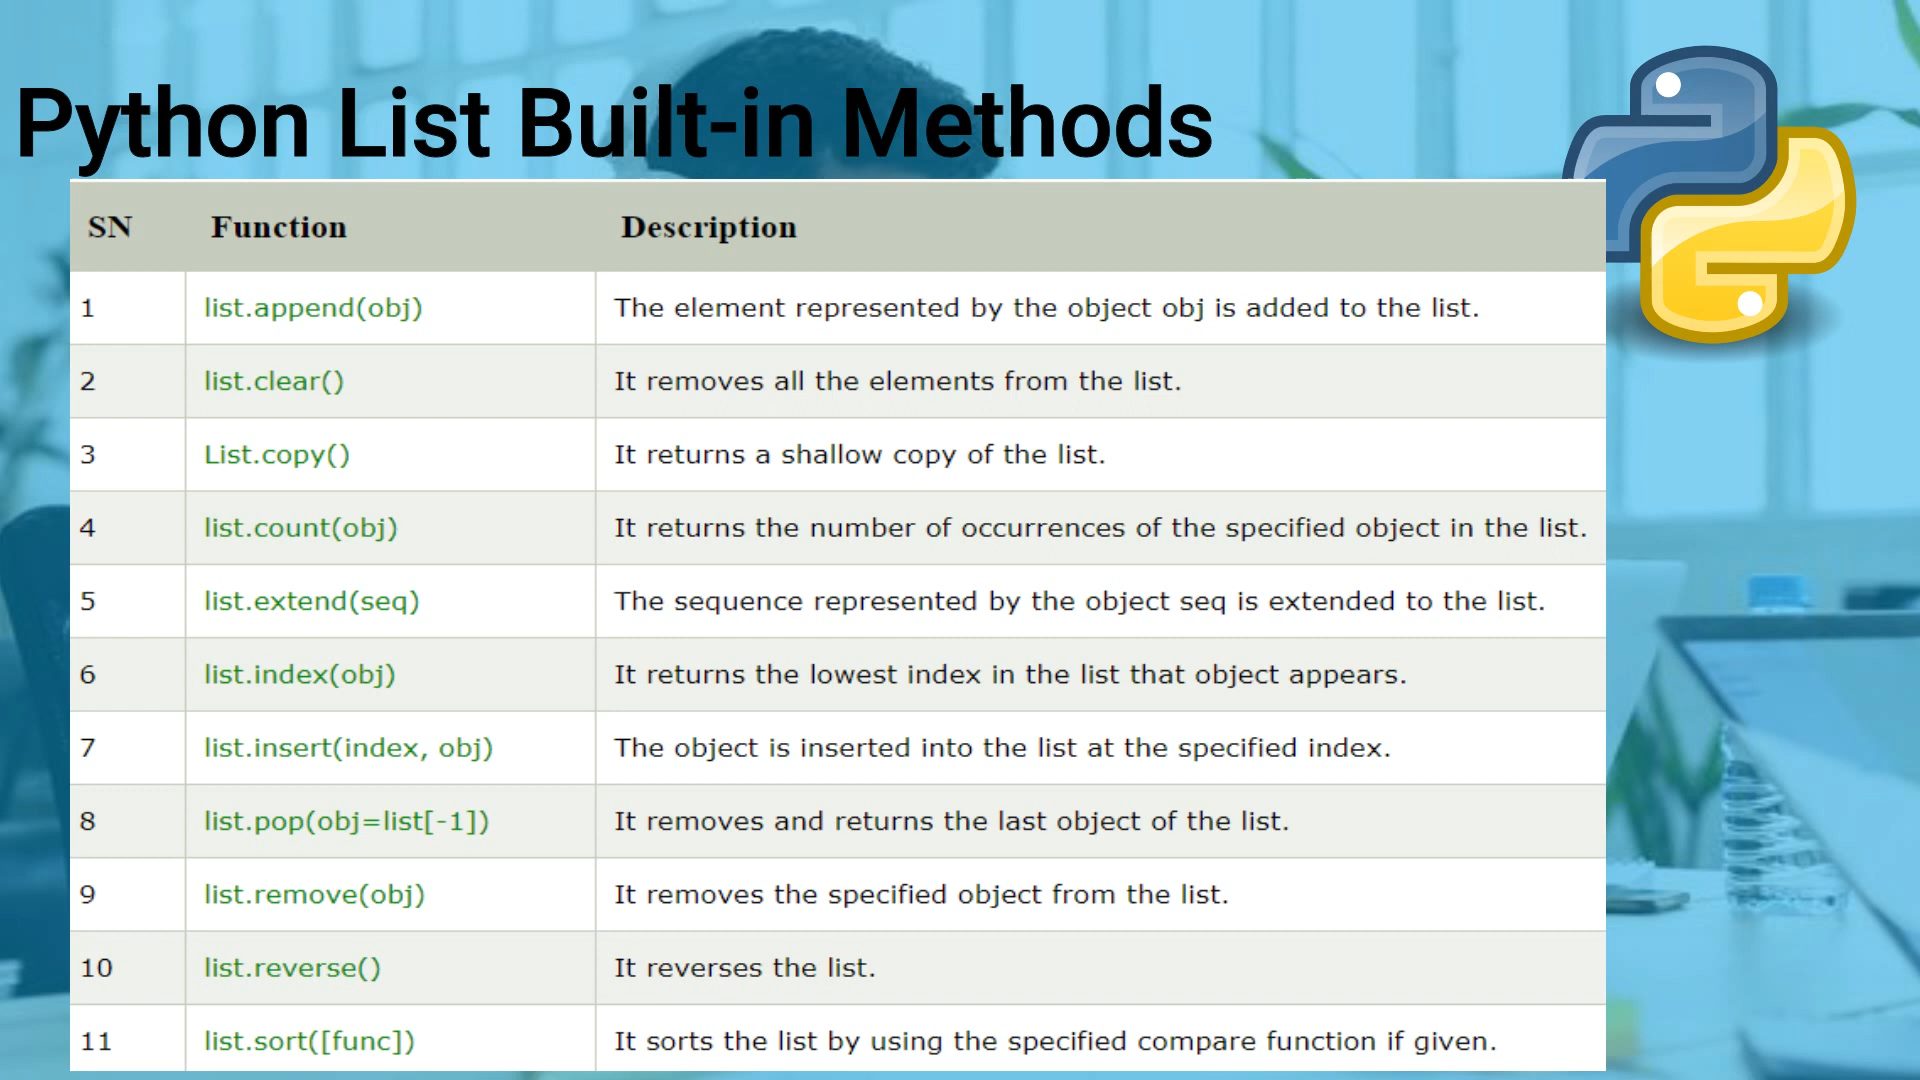 Python List Built-in Methods
SN Function Description
1 list.append(obj) The element represented by the object obj is added to the list.
2 list.clear() It removes all the elements from the list.
3 List.copy() It returns a shallow copy of the list.
4 list.count(obj) It returns the number of occurrences of the specified object in the list.
5 list.extend(seq) The sequence represented by the object seq is extended to the list.
6 list.index(obj) It returns the lowest index in the list that object appears.
7 list.insert(index, obj) The object is inserted into the list at the specified index.
8 list.pop(obj=list[-1]) It removes and returns the last object of the list.
9 list.remove(obj) It removes the specified object from the list.
10 list.reverse() It reverses the list.
11 list.sort([func]) It sorts the list by using the specified compare function if given.